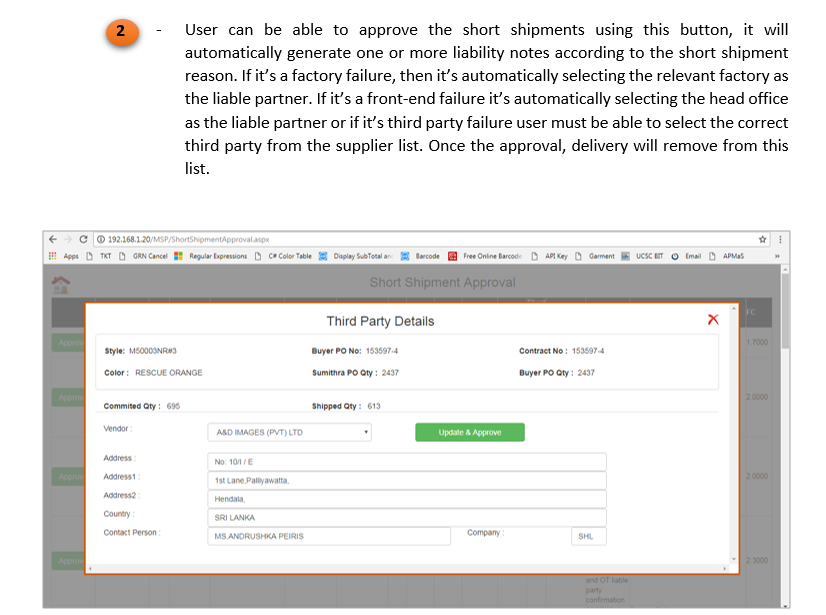 2 - User can be able to approve the short shipments using this button, it will
automatically generate one or more liability notes according to the short shipment
reason. If it’s a factory failure, then it’s automatically selecting the relevant factory as
the liable partner. If it’s a front-end failure it’s automatically selecting the head office
as the liable partner or if it’s third party failure user must be able to select the correct
third party from the supplier list. Once the approval, delivery will remove from this
list.
192.168.1.20/MSP/ShortShipmentApproval.aspx
Apps TKT GRN Cancel Regular Expressions C# Color Table Display SubTotal an Barcode Free Online Barcode API Key Garment UCSC BIT Email APMaS »
Short Shipment Approval
FC
Third Party Details
Style: M50003NR#3 Buyer PO No: 153597-4 Contract No : 153597-4
Color : RESCUE ORANGE Sumithra PO Qty : 2437 Buyer PO Qty : 2437
Commited Qty : 695 Shipped Qty : 613
Vendor : A&D IMAGES (PVT) LTD Update & Approve
Address : No: 10/I / E
Address1 : 1st Lane,Palliyawatta,
Address2 : Hendala,
Country : SRI LANKA
Contact Person : MS.ANDRUSHKA PEIRIS Company : SHL
1.7000
2.0000
2.0000
2.3000
and OT liable
party
confirmation